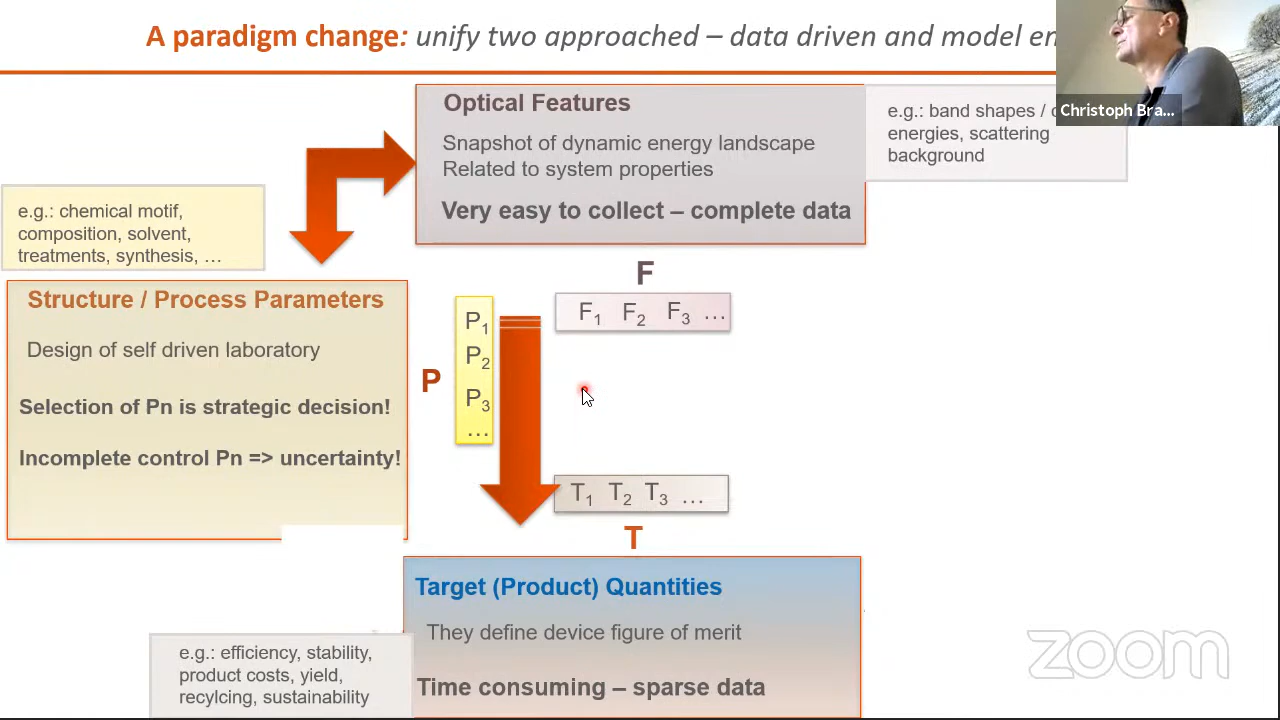 A paradigm change: unify two approached – data driven and model
Optical Features
Snapshot of dynamic energy landscape
Related to system properties
Very easy to collect – complete data
e.g.: band shapes /
energies, scattering
background
Christoph Bra...
e.g.: chemical motif,
composition, solvent,
treatments, synthesis, …
Structure / Process Parameters
Design of self driven laboratory
Selection of Pn is strategic decision!
Incomplete control Pn => uncertainty!
F
F1 F2 F3 …
P
P1
P2
P3
…
T1 T2 T3 …
T
Target (Product) Quantities
They define device figure of merit
Time consuming – sparse data
e.g.: efficiency, stability,
product costs, yield,
recylcing, sustainability
zoom